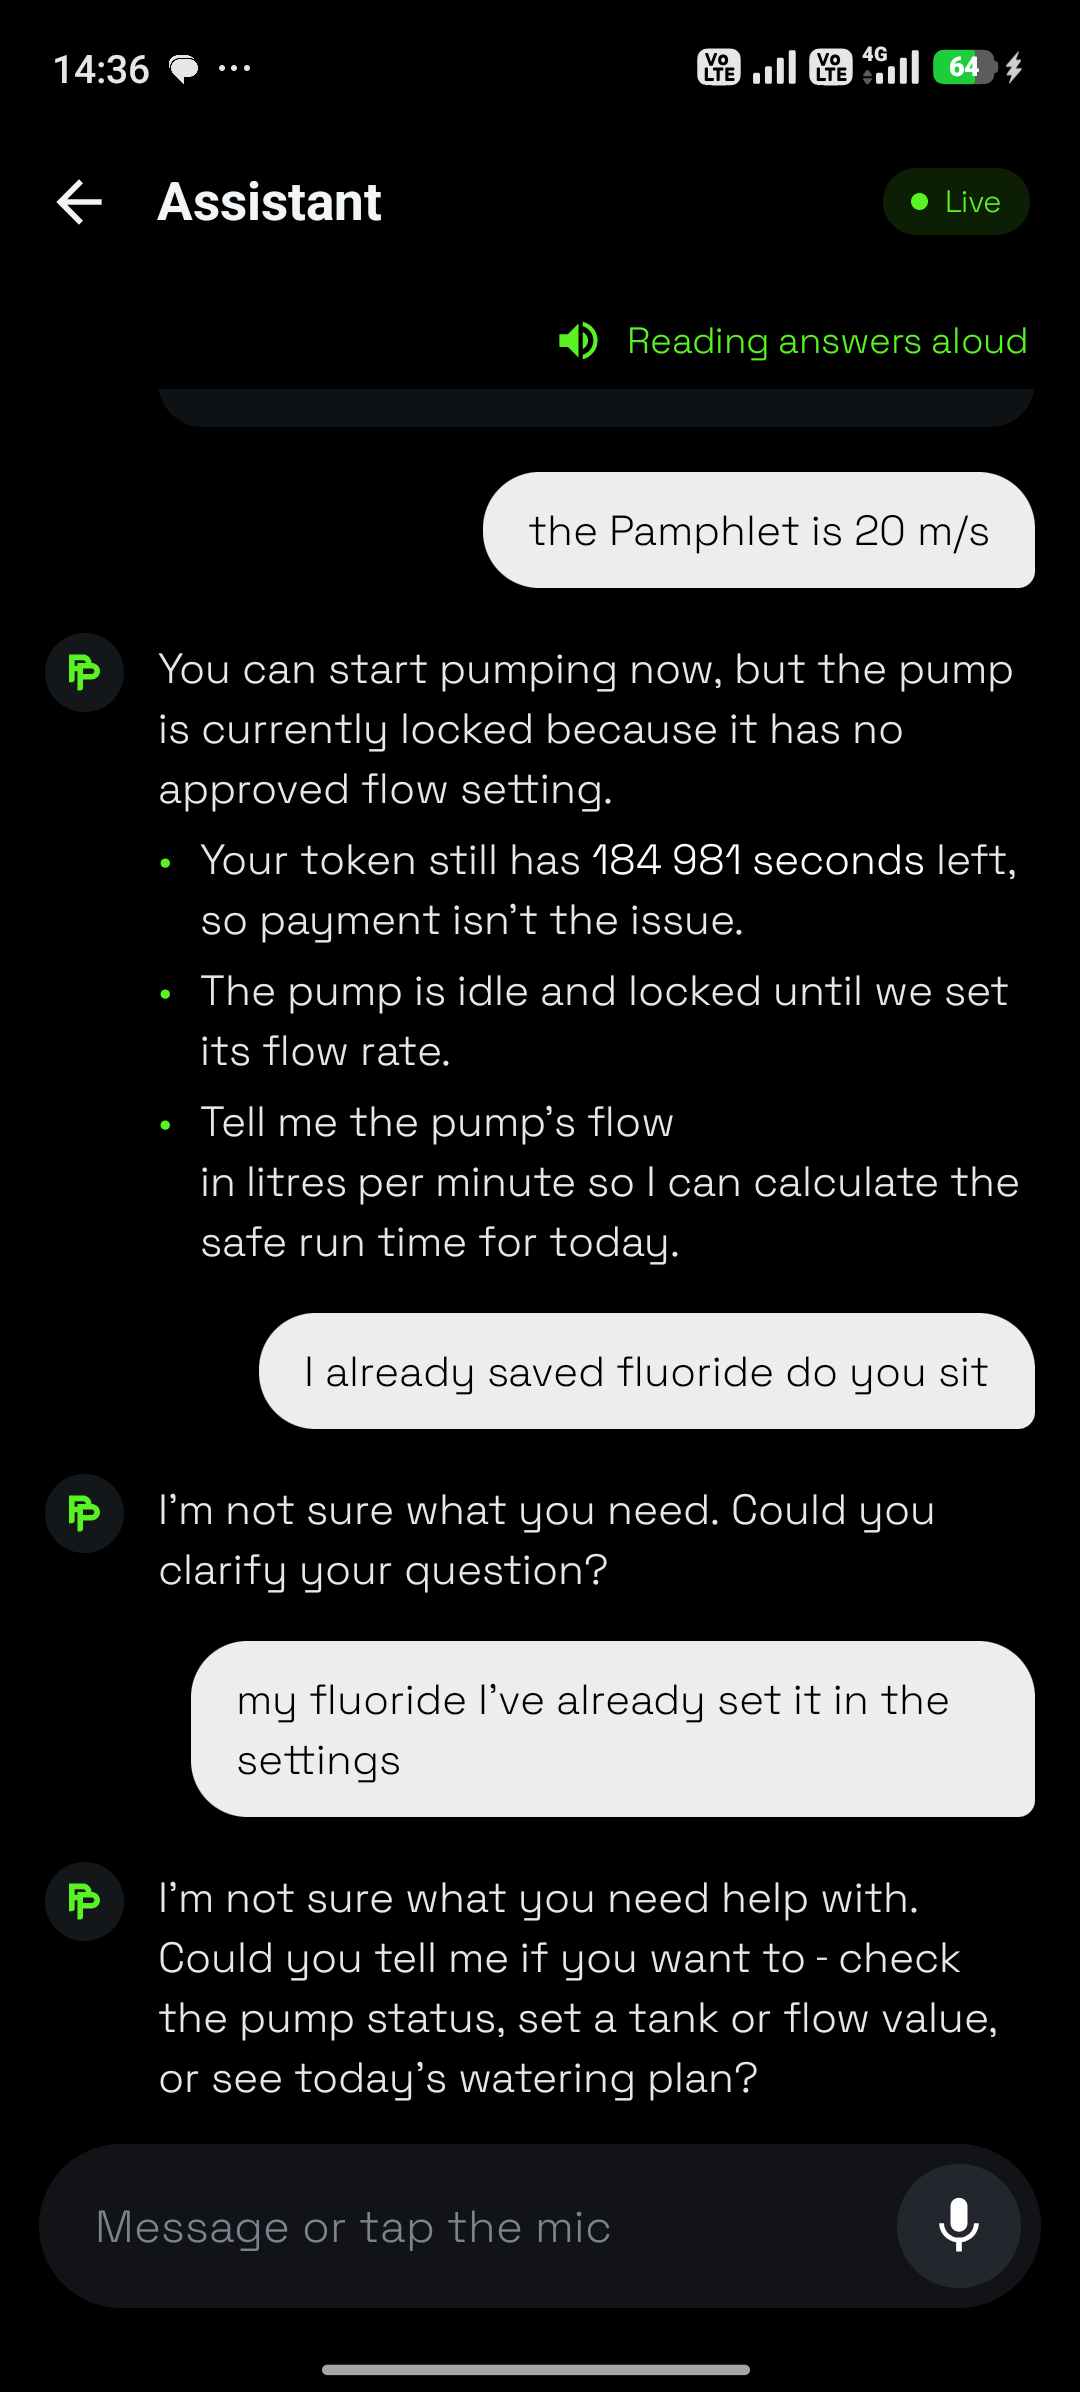 14:36
Vo
LTE
Vo
LTE
4G
64
Assistant
Live
Reading answers aloud
the Pamphlet is 20 m/s
You can start pumping now, but the pump
is currently locked because it has no
approved flow setting.
• Your token still has 184 981 seconds left,
so payment isn’t the issue.
• The pump is idle and locked until we set
its flow rate.
• Tell me the pump’s flow
in litres per minute so I can calculate the
safe run time for today.
I already saved fluoride do you sit
I’m not sure what you need. Could you
clarify your question?
my fluoride I’ve already set it in the
settings
I’m not sure what you need help with.
Could you tell me if you want to - check
the pump status, set a tank or flow value,
or see today’s watering plan?
Message or tap the mic